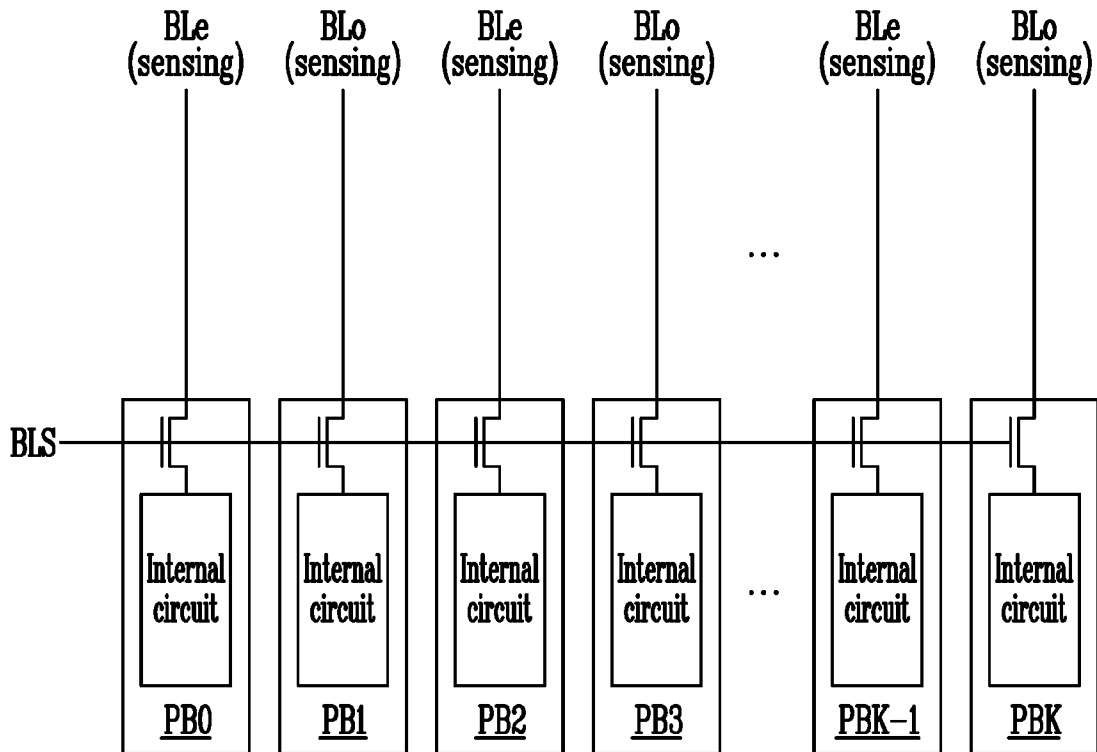 BLe BLo BLe BLo BLe BLo
(sensing) (sensing) (sensing) (sensing) (sensing) (sensing)
...
BLS
Internal Internal Internal Internal Internal Internal
circuit circuit circuit circuit ... circuit circuit
PB0 PB1 PB2 PB3 PBK-1 PBK